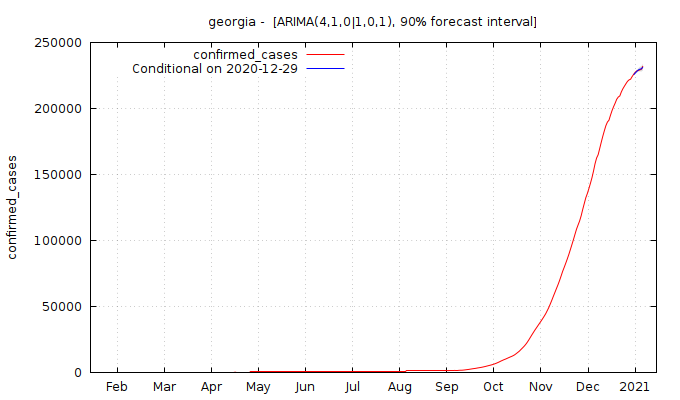 georgia - [ARIMA(4,1,0|1,0,1), 90% forecast interval]
confirmed_cases
Conditional on 2020-12-29
confirmed_cases
250000
200000
150000
100000
50000
0
Feb Mar Apr May Jun Jul Aug Sep Oct Nov Dec 2021